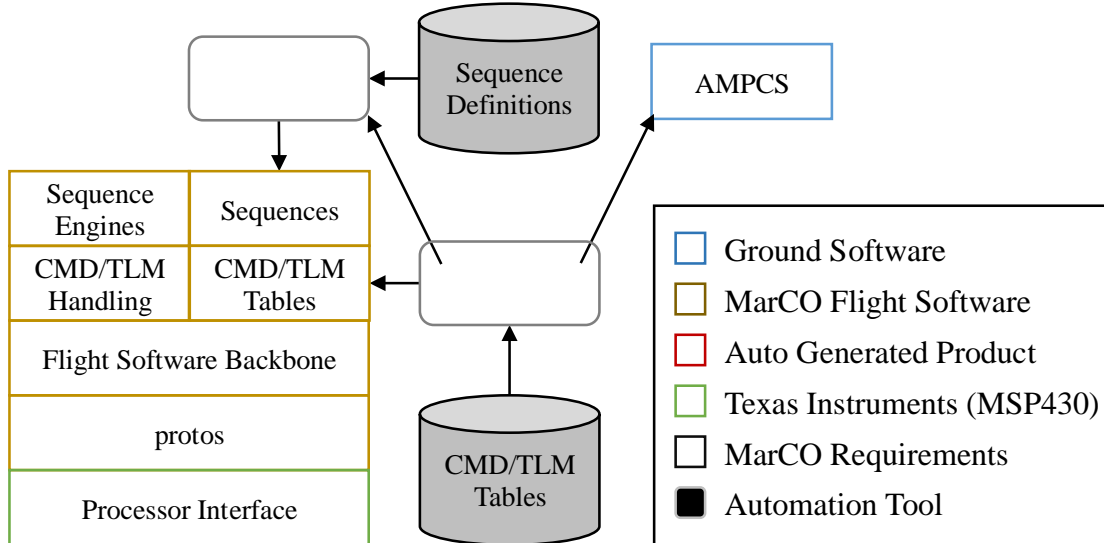 Sequence
Definitions
AMPCS
Sequence
Engines
Sequences
CMD/TLM
Handling
CMD/TLM
Tables
Flight Software Backbone
protos
Processor Interface
CMD/TLM
Tables
Ground Software
MarCO Flight Software
Auto Generated Product
Texas Instruments (MSP430)
MarCO Requirements
Automation Tool